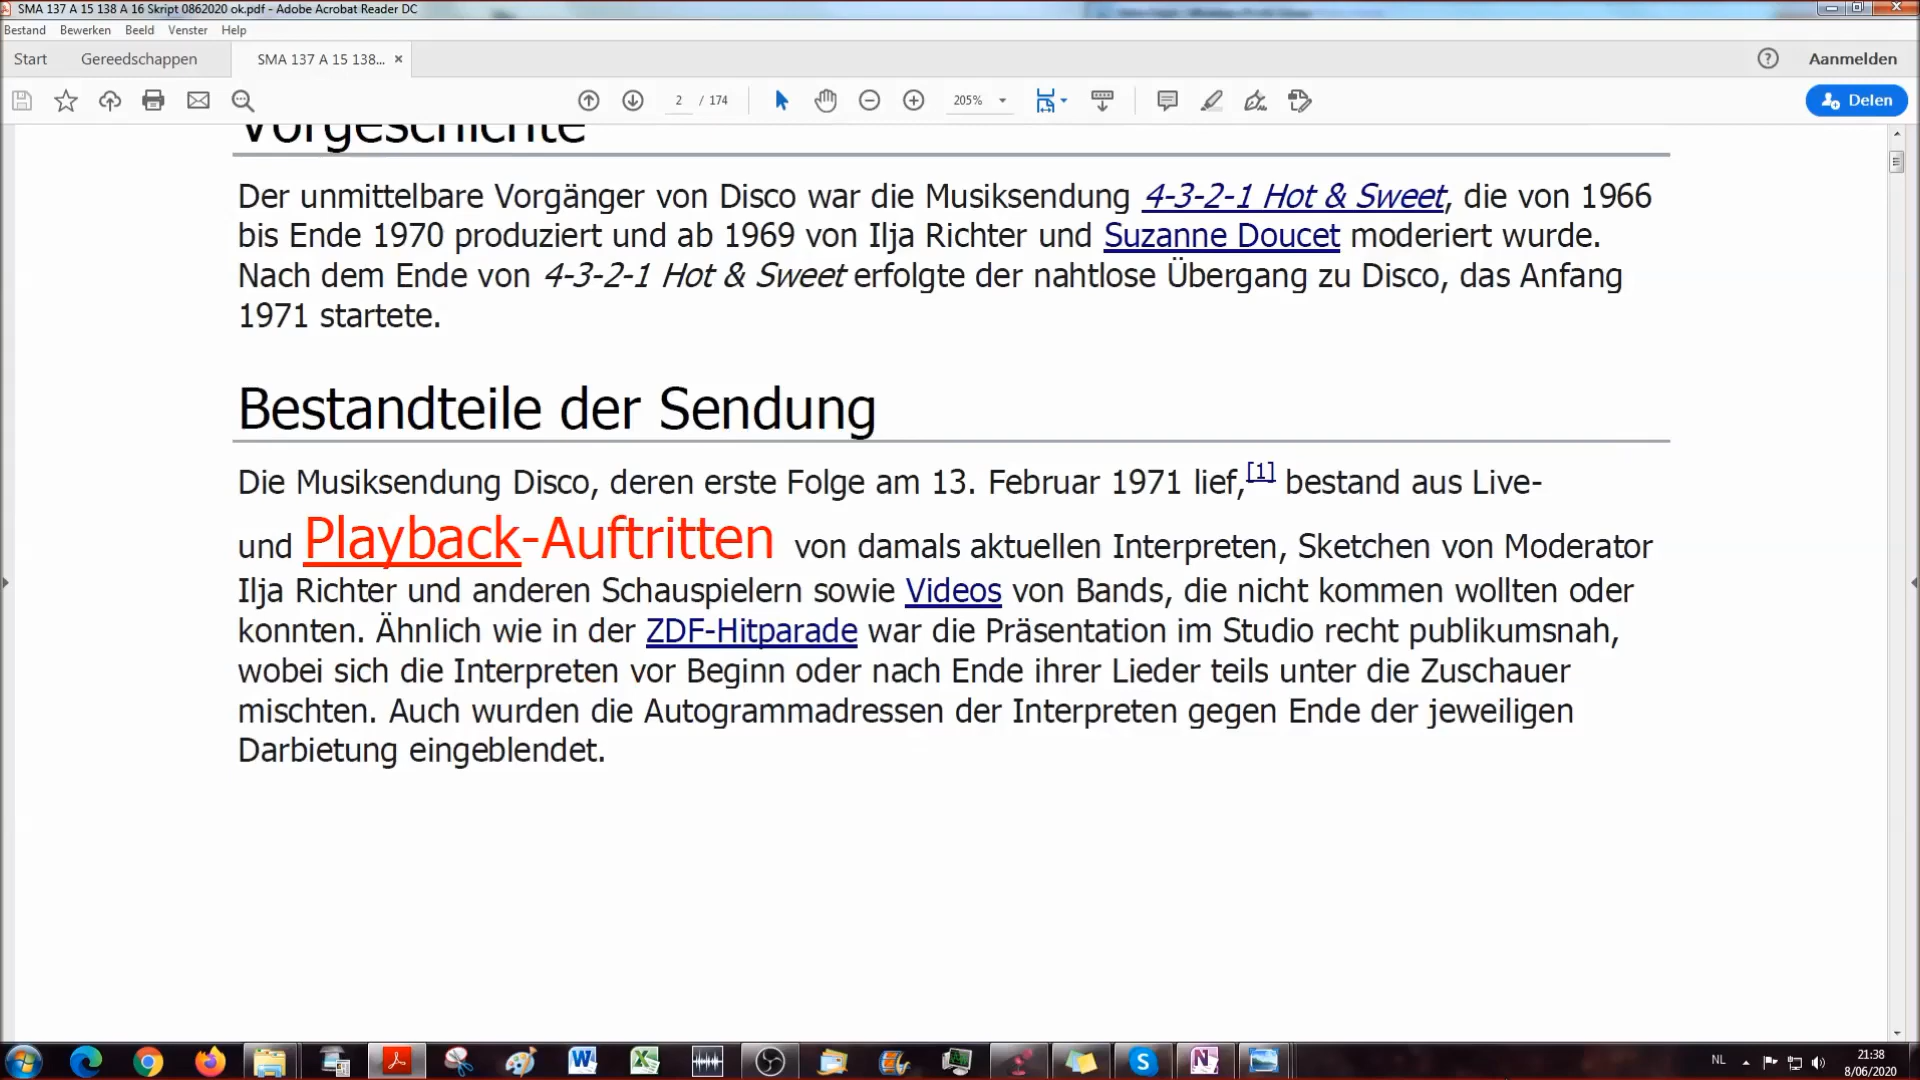 SMA 137 A 15 138 A 16 Skript 0862020 ok.pdf - Adobe Acrobat Reader DC
Bestand Bewerken Beeld Venster Help
Start Gereedschappen SMA 137 A 15 138... × Aanmelden
2 / 174 205% Delen
Vorgeschichte
Der unmittelbare Vorgänger von Disco war die Musiksendung 4-3-2-1 Hot & Sweet, die von 1966
bis Ende 1970 produziert und ab 1969 von Ilja Richter und Suzanne Doucet moderiert wurde.
Nach dem Ende von 4-3-2-1 Hot & Sweet erfolgte der nahtlose Übergang zu Disco, das Anfang
1971 startete.
Bestandteile der Sendung
Die Musiksendung Disco, deren erste Folge am 13. Februar 1971 lief,[1] bestand aus Live-
und Playback-Auftritten von damals aktuellen Interpreten, Sketchen von Moderator
Ilja Richter und anderen Schauspielern sowie Videos von Bands, die nicht kommen wollten oder
konnten. Ähnlich wie in der ZDF-Hitparade war die Präsentation im Studio recht publikumsnah,
wobei sich die Interpreten vor Beginn oder nach Ende ihrer Lieder teils unter die Zuschauer
mischten. Auch wurden die Autogrammadressen der Interpreten gegen Ende der jeweiligen
Darbietung eingeblendet.
NL 21:38
8/06/2020